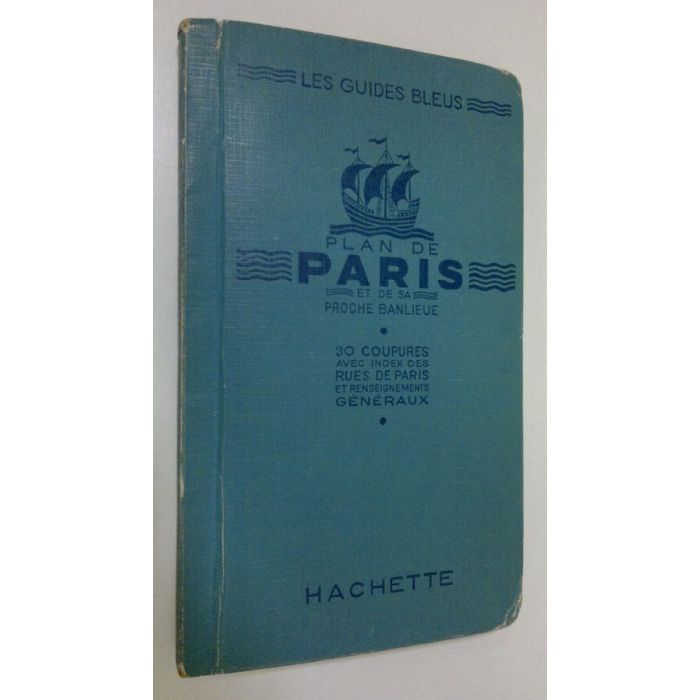 LES GUIDES BLEUS
PLAN DE
PARIS
ET DE SA
PROCHE BANLIEUE
30 COUPURES
AVEC INDEX DES
RUES DE PARIS
ET RENSEIGNEMENTS
GÉNÉRAUX
HACHETTE